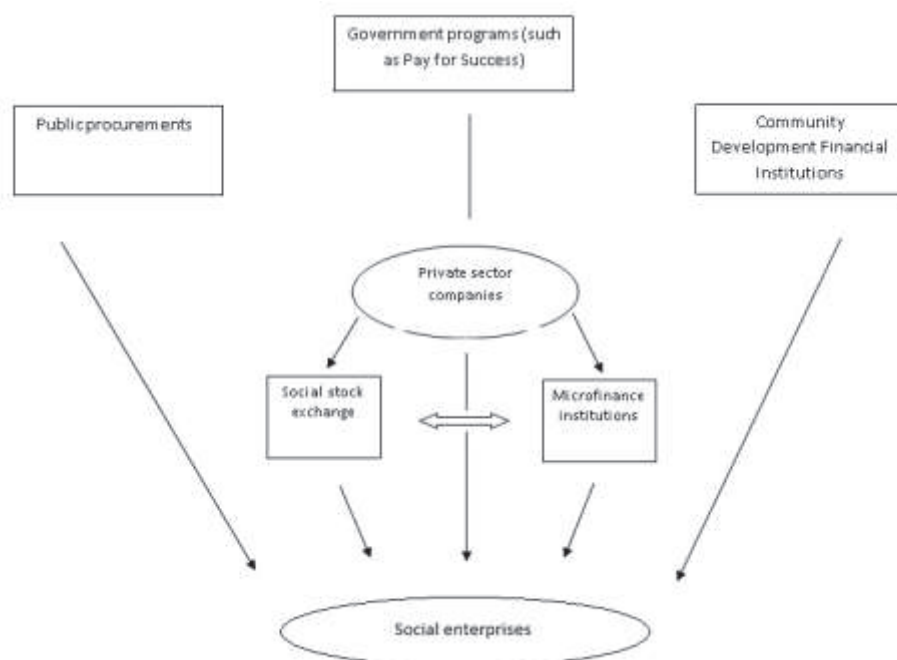 Government programs (such
as Pay for Success)
Public procurements
Community
Development Financial
Institutions
Private sector
companies
Social stock
exchange
Microfinance
institutions
Social enterprises